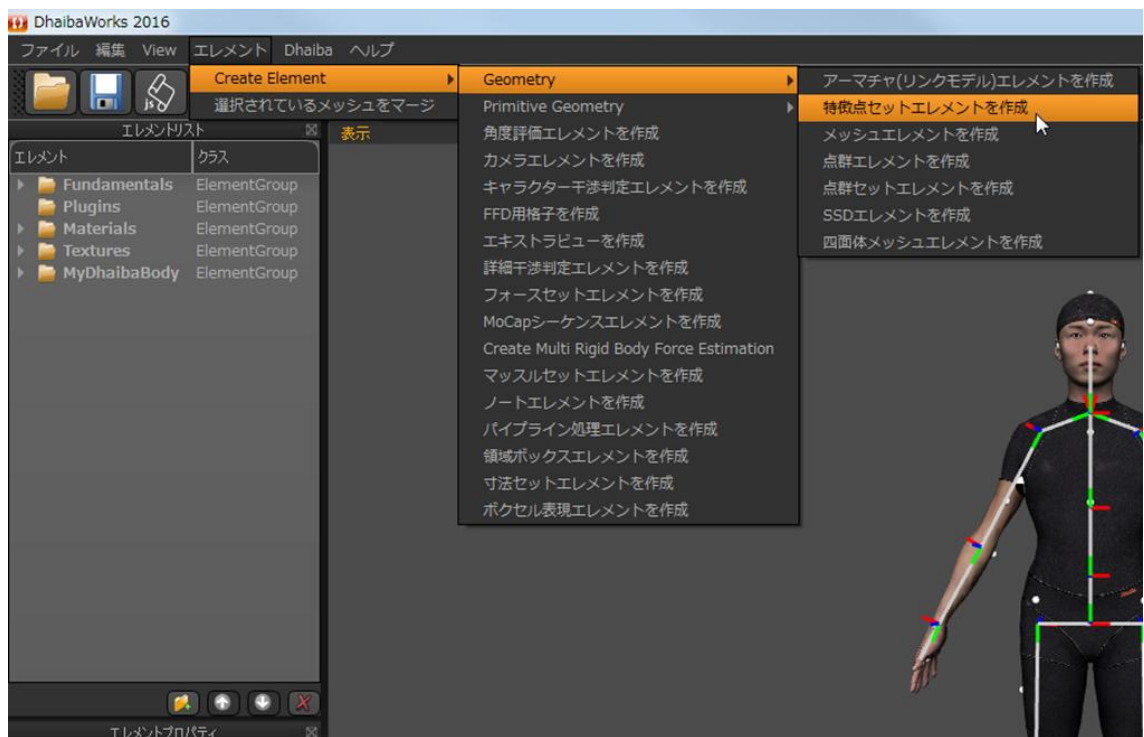 DhaibaWorks 2016
ファイル 編集 View エレメント Dhaiba ヘルプ
js
Create Element
選択されているメッシュをマージ
Geometry
Primitive Geometry
角度評価エレメントを作成
カメラエレメントを作成
キャラクター干渉判定エレメントを作成
FFD用格子を作成
エキストラビューを作成
詳細干渉判定エレメントを作成
フォースセットエレメントを作成
MoCapシーケンスエレメントを作成
Create Multi Rigid Body Force Estimation
マッスルセットエレメントを作成
ノートエレメントを作成
パイプライン処理エレメントを作成
領域ボックスエレメントを作成
寸法セットエレメントを作成
ボクセル表現エレメントを作成
アーマチャ(リンクモデル)エレメントを作成
特徴点セットエレメントを作成
メッシュエレメントを作成
点群エレメントを作成
点群セットエレメントを作成
SSDエレメントを作成
四面体メッシュエレメントを作成
エレメントリスト
表示
エレメント クラス
Fundamentals ElementGroup
Plugins ElementGroup
Materials ElementGroup
Textures ElementGroup
MyDhaibaBody ElementGroup
エレメントプロパティ